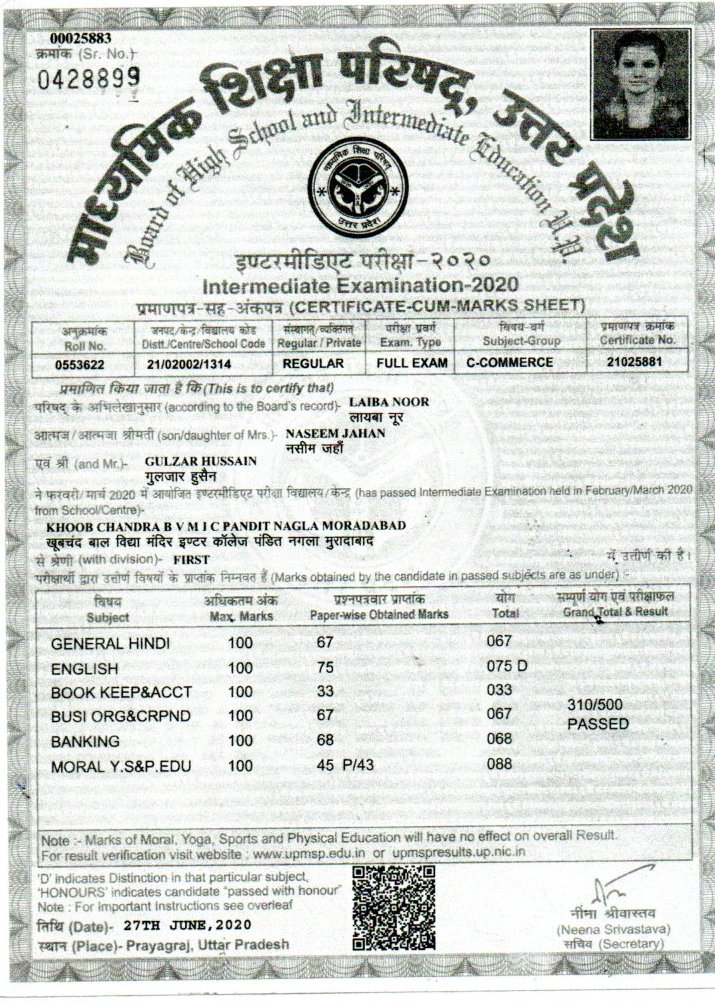 00025883
क्रमांक (Sr. No.)
0428899
माध्यमिक शिक्षा परिषद्, उत्तर प्रदेश
Board of High School and Intermediate Education U.P.
माध्यमिक शिक्षा परिषद्
उत्तर प्रदेश
इण्टरमीडिएट परीक्षा-२०२०
Intermediate Examination-2020
प्रमाणपत्र-सह-अंकपत्र (CERTIFICATE-CUM-MARKS SHEET)
अनुक्रमांक जनपद/केन्द्र/विद्यालय कोड संस्थागत/व्यक्तिगत परीक्षा प्रवर्ग विषय-वर्ग प्रमाणपत्र क्रमांक
Roll No. Distt./Centre/School Code Regular / Private Exam. Type Subject-Group Certificate No.
0553622 21/02002/1314 REGULAR FULL EXAM C-COMMERCE 21025881
प्रमाणित किया जाता है कि (This is to certify that)
परिषद् के अभिलेखानुसार (according to the Board's record)- LAIBA NOOR
लायबा नूर
आत्मज/आत्मजा श्रीमती (son/daughter of Mrs.)- NASEEM JAHAN
नसीम जहाँ
एवं श्री (and Mr.)- GULZAR HUSSAIN
गुलजार हुसैन
ने फरवरी/मार्च 2020 में आयोजित इण्टरमीडिएट परीक्षा विद्यालय/केन्द्र (has passed Intermediate Examination held in February/March 2020
from School/Centre)-
KHOOB CHANDRA B V M I C PANDIT NAGLA MORADABAD
खूबचंद बाल विद्या मंदिर इण्टर कॉलेज पंडित नगला मुरादाबाद
से श्रेणी (with division)- FIRST में उत्तीर्ण की है।
परीक्षार्थी द्वारा उत्तीर्ण विषयों के प्राप्तांक निम्नवत हैं (Marks obtained by the candidate in passed subjects are as under) :-
विषय अधिकतम अंक प्रश्नपत्रवार प्राप्तांक योग सम्पूर्ण योग एवं परीक्षाफल
Subject Max. Marks Paper-wise Obtained Marks Total Grand Total & Result
GENERAL HINDI 100 67 067
ENGLISH 100 75 075 D
BOOK KEEP&ACCT 100 33 033
310/500
BUSI ORG&CRPND 100 67 067
PASSED
BANKING 100 68 068
MORAL Y.S&P.EDU 100 45 P/43 088
Note :- Marks of Moral, Yoga, Sports and Physical Education will have no effect on overall Result.
For result verification visit website : www.upmsp.edu.in or upmspresults.up.nic.in
'D' indicates Distinction in that particular subject,
'HONOURS' indicates candidate "passed with honour"
Note : For Important Instructions see overleaf
तिथि (Date)- 27TH JUNE,2020
स्थान (Place)- Prayagraj, Uttar Pradesh
नीना श्रीवास्तव
(Neena Srivastava)
सचिव (Secretary)